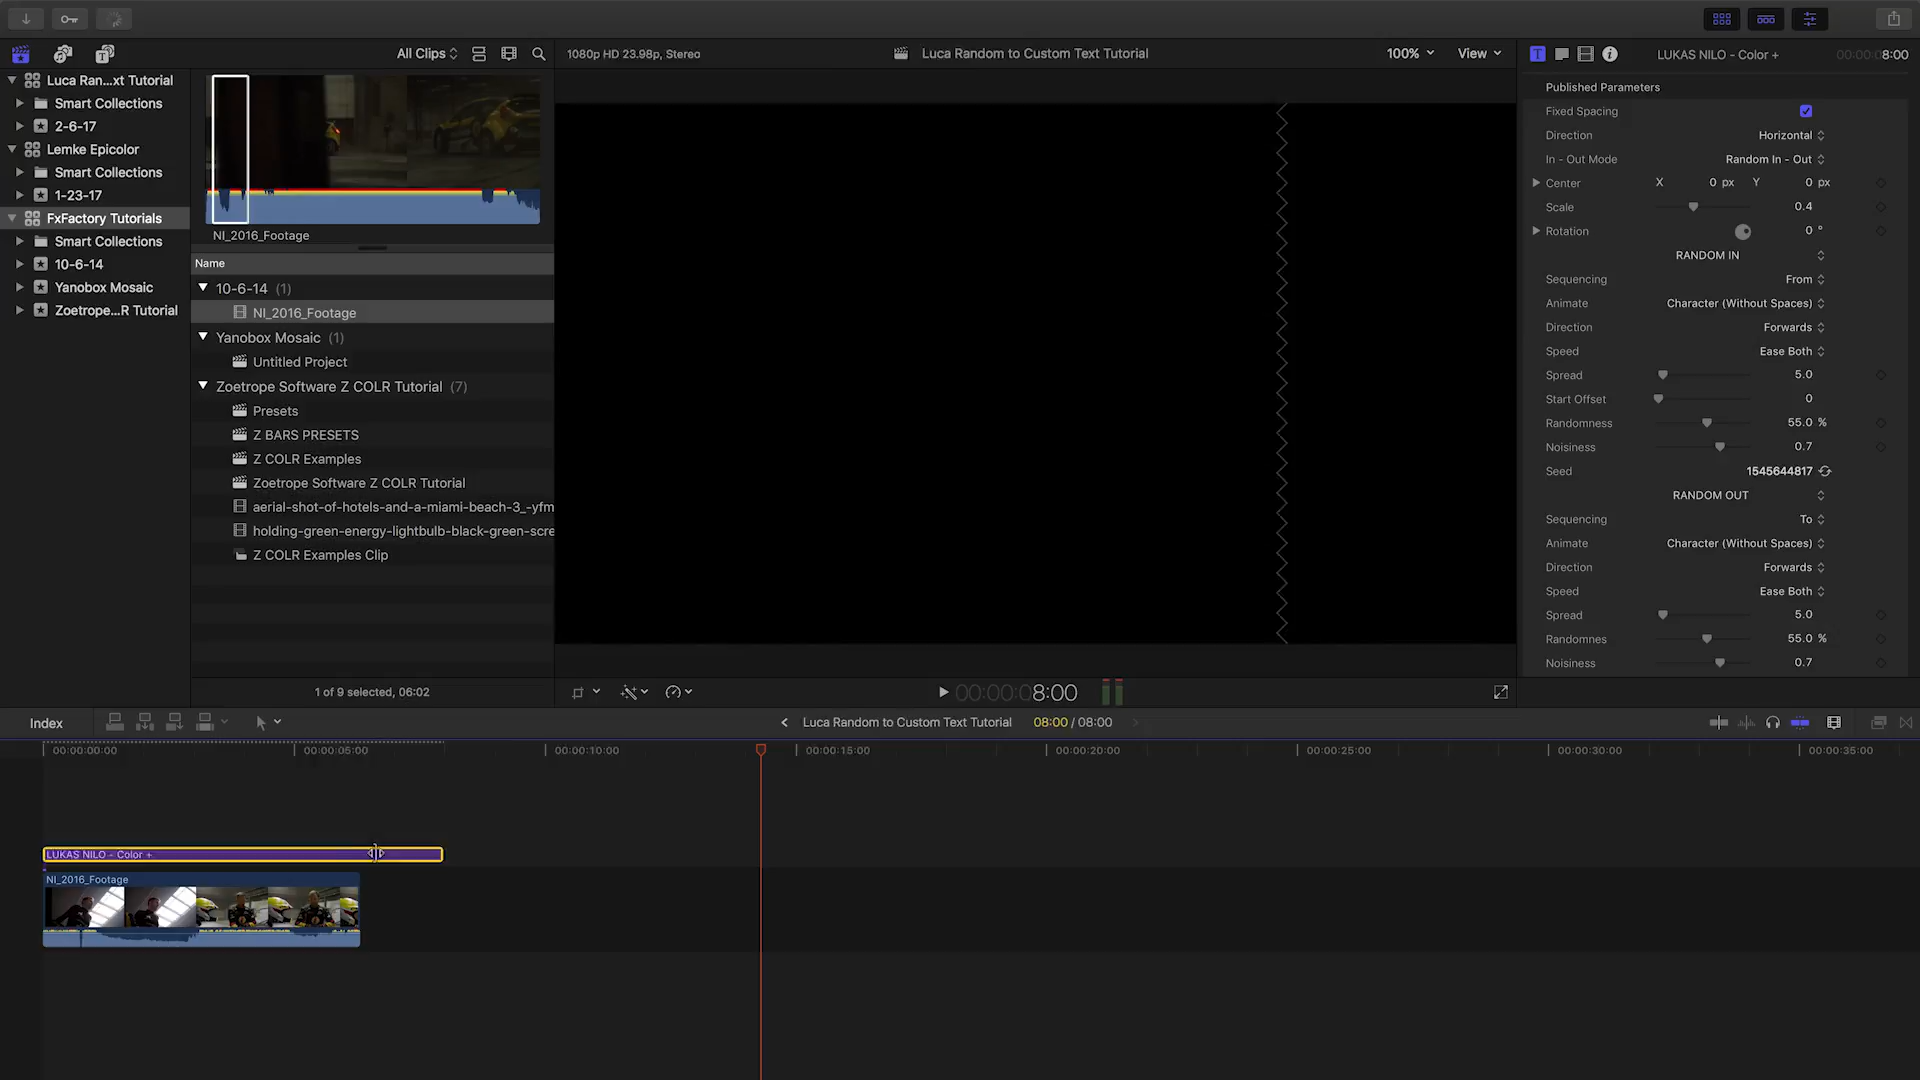 All Clips
1080p HD 23.98p, Stereo
Luca Random to Custom Text Tutorial
100%
View
LUKAS NILO - Color +
00:00:08:00
Luca Ran...xt Tutorial
Smart Collections
2-6-17
Lemke Epicolor
Smart Collections
1-23-17
FxFactory Tutorials
Smart Collections
10-6-14
Yanobox Mosaic
Zoetrope...R Tutorial
NI_2016_Footage
Name
10-6-14 (1)
NI_2016_Footage
Yanobox Mosaic (1)
Untitled Project
Zoetrope Software Z COLR Tutorial (7)
Presets
Z BARS PRESETS
Z COLR Examples
Zoetrope Software Z COLR Tutorial
aerial-shot-of-hotels-and-a-miami-beach-3_-yfm
holding-green-energy-lightbulb-black-green-scre
Z COLR Examples Clip
1 of 9 selected, 06:02
Published Parameters
Fixed Spacing
Direction Horizontal
In - Out Mode Random In - Out
Center X 0 px Y 0 px
Scale 0.4
Rotation 0 °
RANDOM IN
Sequencing From
Animate Character (Without Spaces)
Direction Forwards
Speed Ease Both
Spread 5.0
Start Offset 0
Randomness 55.0 %
Noisiness 0.7
Seed 1545644817
RANDOM OUT
Sequencing To
Animate Character (Without Spaces)
Direction Forwards
Speed Ease Both
Spread 5.0
Randomnes 55.0 %
Noisiness 0.7
00:00:08:00
Index
Luca Random to Custom Text Tutorial
08:00 / 08:00
00:00:00:00
00:00:05:00
00:00:10:00
00:00:15:00
00:00:20:00
00:00:25:00
00:00:30:00
00:00:35:00
LUKAS NILO - Color +
NI_2016_Footage